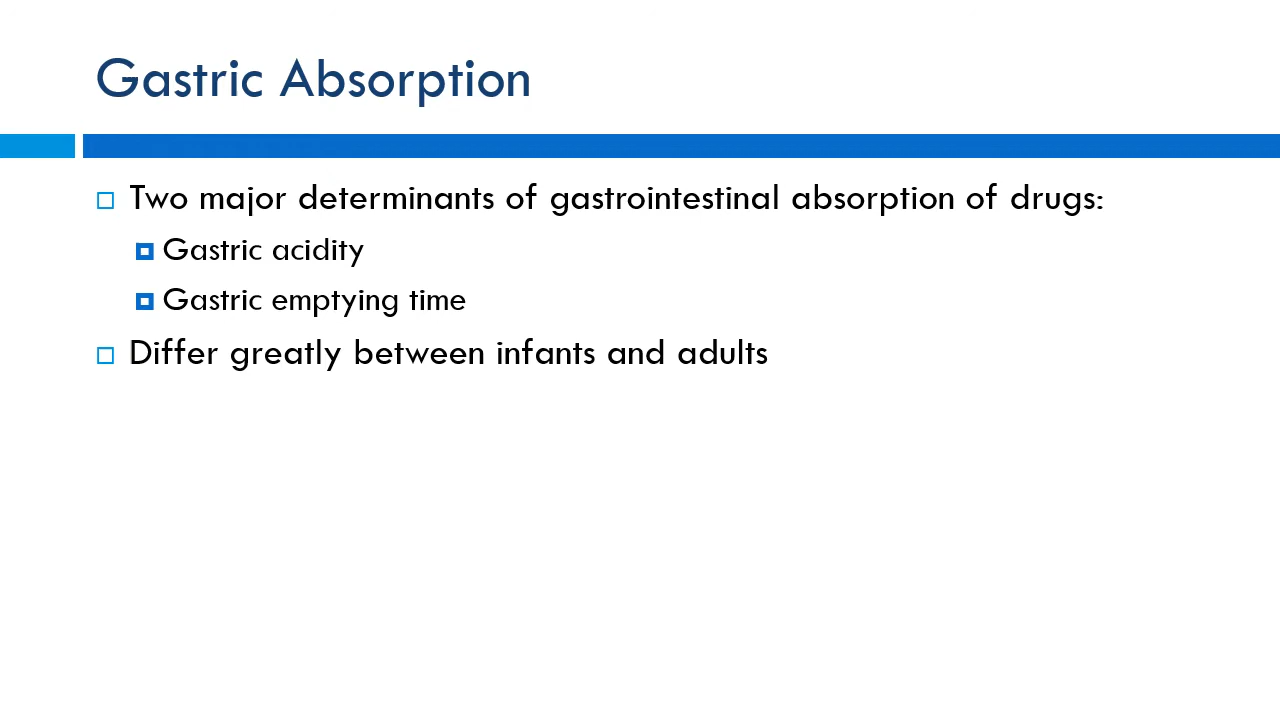 Gastric Absorption
Two major determinants of gastrointestinal absorption of drugs:
Gastric acidity
Gastric emptying time
Differ greatly between infants and adults